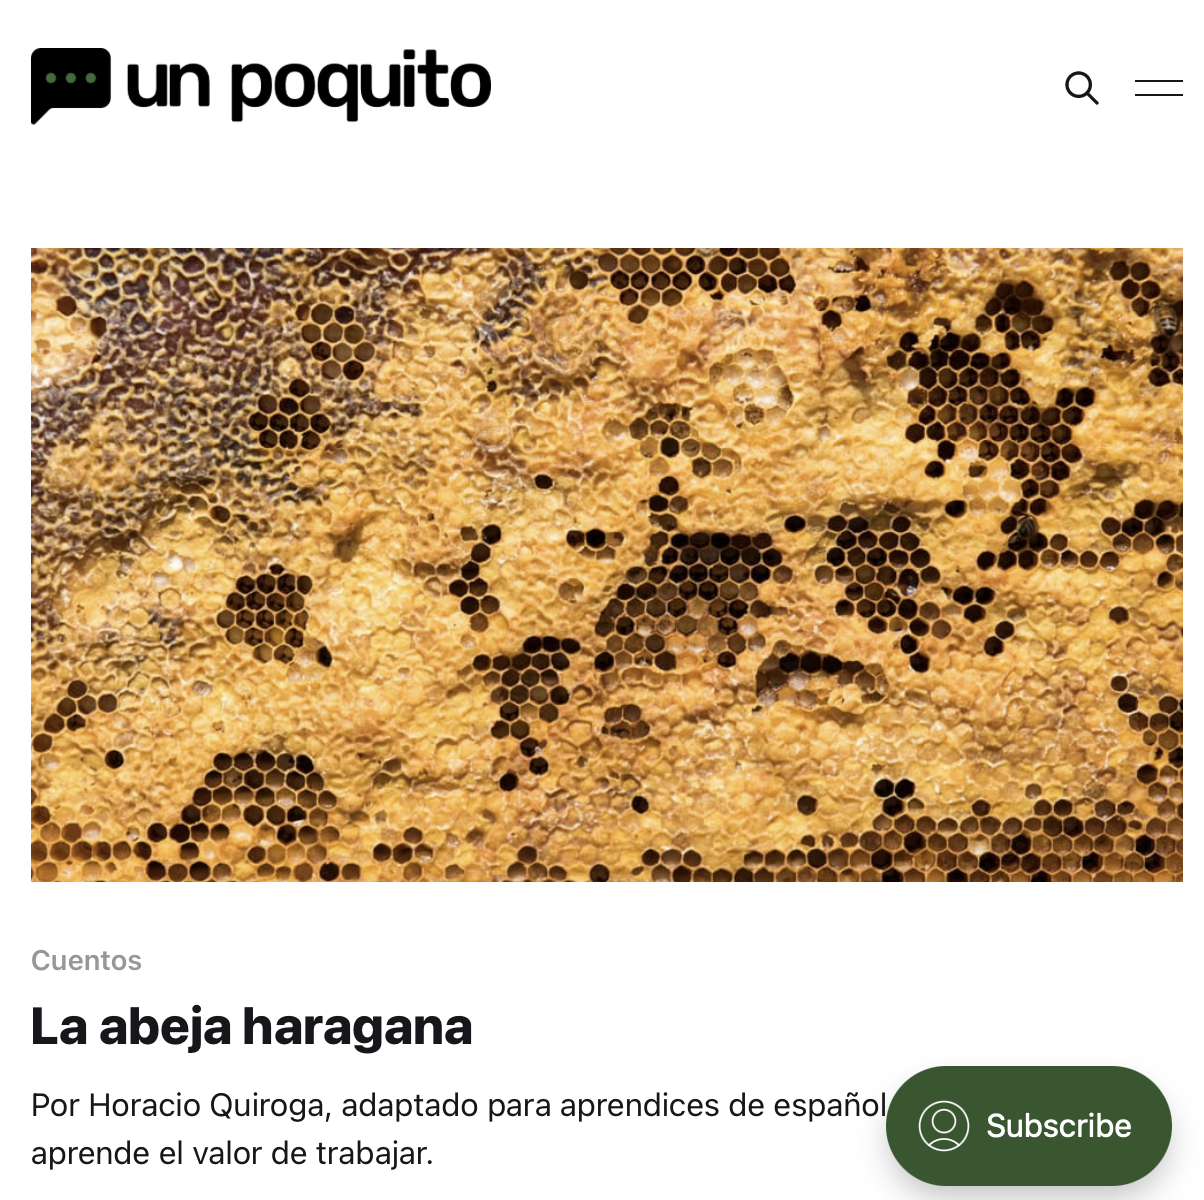 un poquito
Cuentos
La abeja haragana
Por Horacio Quiroga, adaptado para aprendices de español
aprende el valor de trabajar.
Subscribe